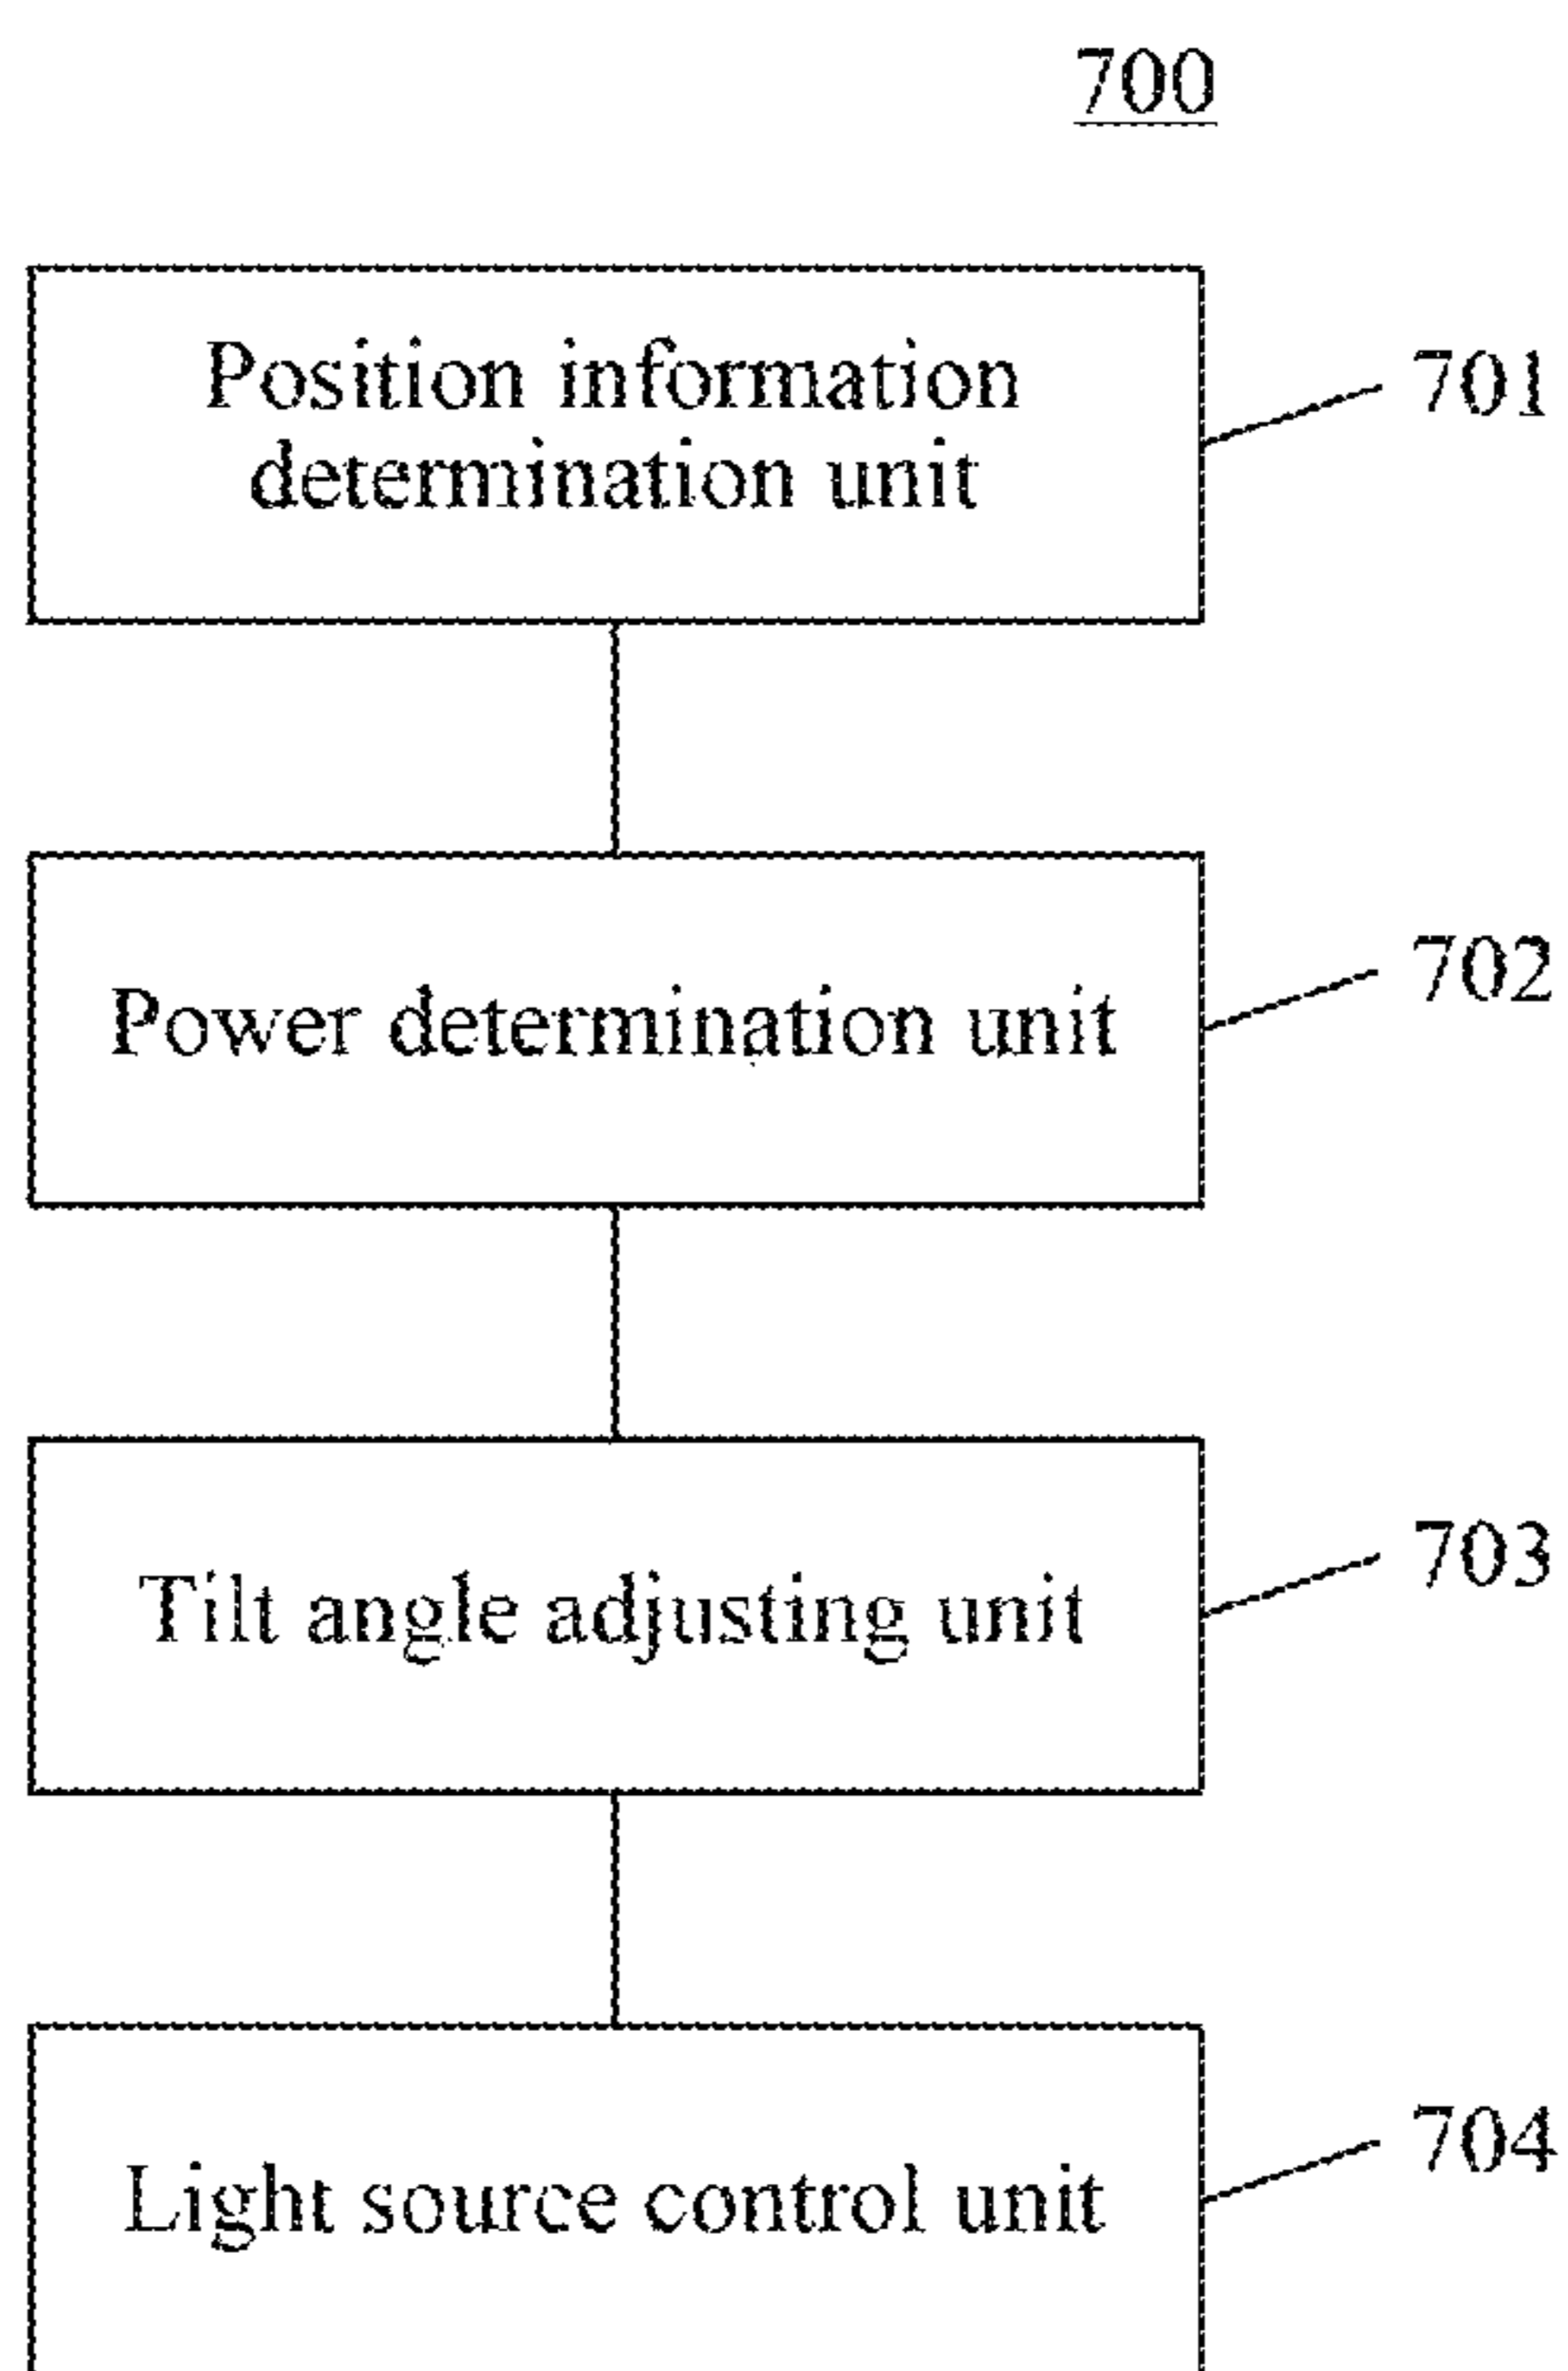 700
Position information
determination unit
701
Power determination unit
702
Tilt angle adjusting unit
703
Light source control unit
704